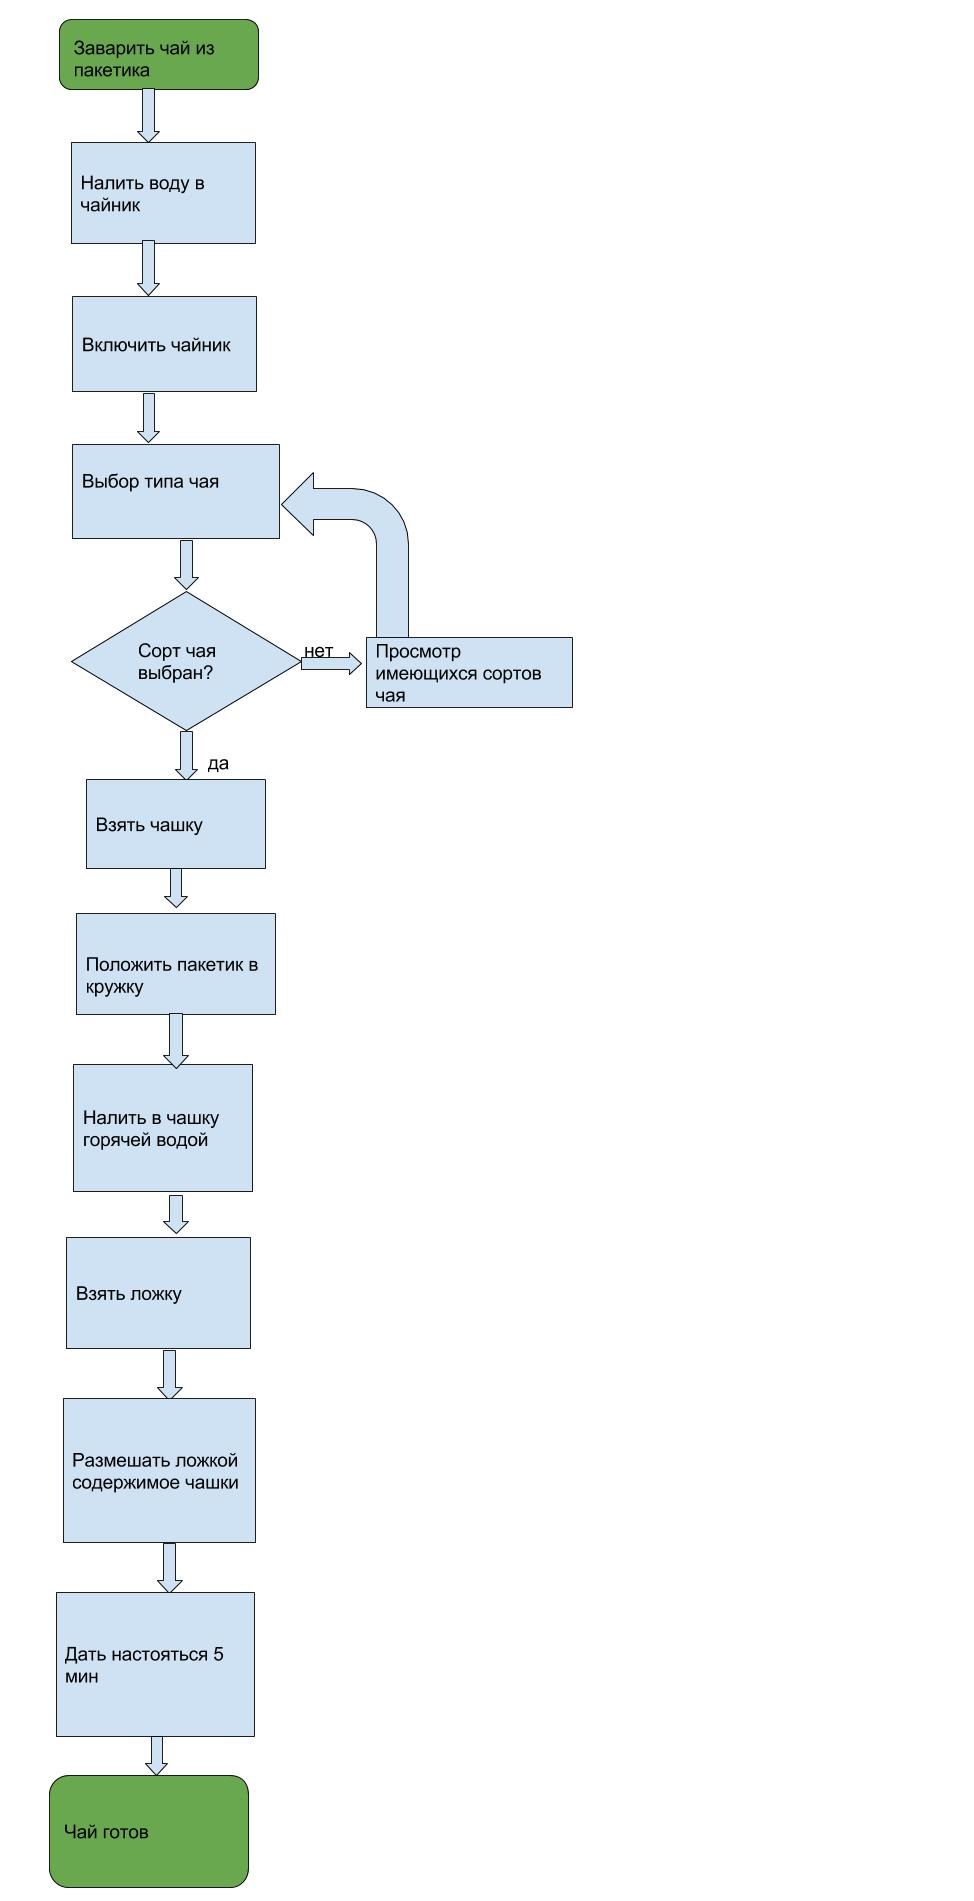 Заварить чай из
пакетика
Налить воду в
чайник
Включить чайник
Выбор типа чая
Сорт чая
выбран?
нет
Просмотр
имеющихся сортов
чая
да
Взять чашку
Положить пакетик в
кружку
Налить в чашку
горячей водой
Взять ложку
Размешать ложкой
содержимое чашки
Дать настояться 5
мин
Чай готов